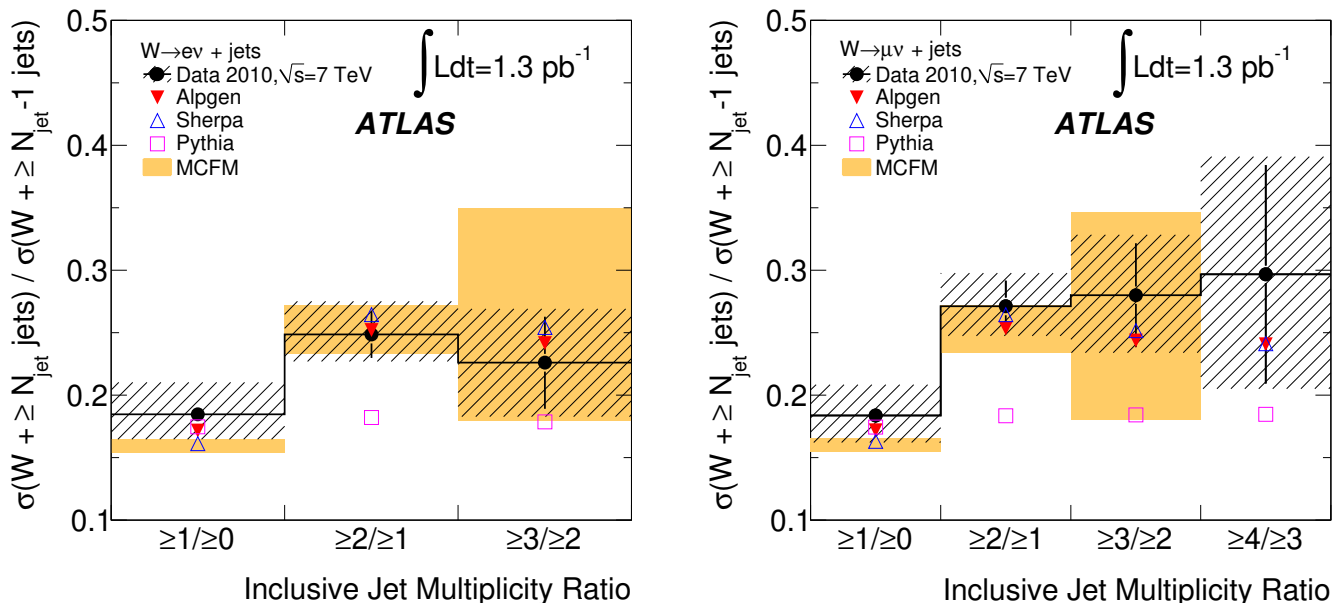 σ(W + ≥ N_jet jets) / σ(W + ≥ N_jet -1 jets)
0.5
0.4
0.3
0.2
0.1
W→eν + jets
Data 2010,√s=7 TeV
Alpgen
Sherpa
Pythia
MCFM
∫Ldt=1.3 pb⁻¹
ATLAS
≥1/≥0
≥2/≥1
≥3/≥2
Inclusive Jet Multiplicity Ratio
σ(W + ≥ N_jet jets) / σ(W + ≥ N_jet -1 jets)
0.5
0.4
0.3
0.2
0.1
W→μν + jets
Data 2010,√s=7 TeV
Alpgen
Sherpa
Pythia
MCFM
∫Ldt=1.3 pb⁻¹
ATLAS
≥1/≥0
≥2/≥1
≥3/≥2
≥4/≥3
Inclusive Jet Multiplicity Ratio